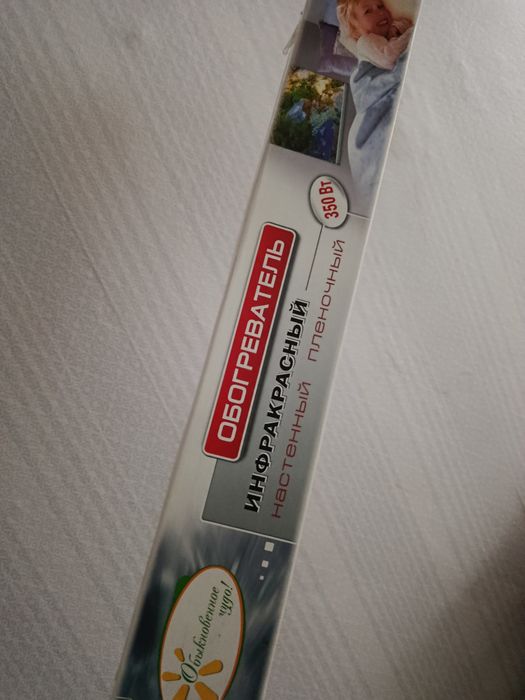 350 Вт
ОБОГРЕВАТЕЛЬ
ИНФРАКРАСНЫЙ
настенный пленочный
Обыкновенное
Чудо!